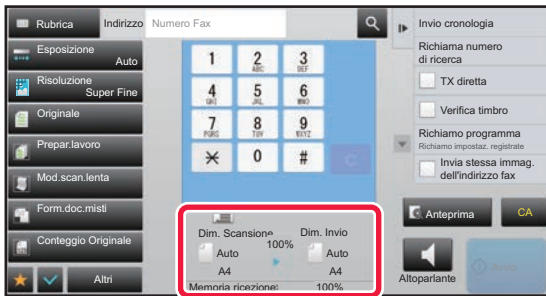 Rubrica
Indirizzo
Numero Fax
Esposizione
Auto
Risoluzione
Super Fine
Originale
Prepar.lavoro
Mod.scan.lenta
Form.doc.misti
Conteggio Originale
Altri
1
2
ABC
3
DEF
4
GHI
5
JKL
6
MNO
7
PQRS
8
TUV
9
WXYZ
0
#
C
Dim. Scansione
100%
Dim. Invio
Auto
Auto
A4
A4
Memoria ricezione:
100%
Invio cronologia
Richiama numero
di ricerca
TX diretta
Verifica timbro
Richiamo programma
Richiamo impostaz. registrate
Invia stessa immag.
dell'indirizzo fax
Anteprima
CA
Altoparlante
Avvio